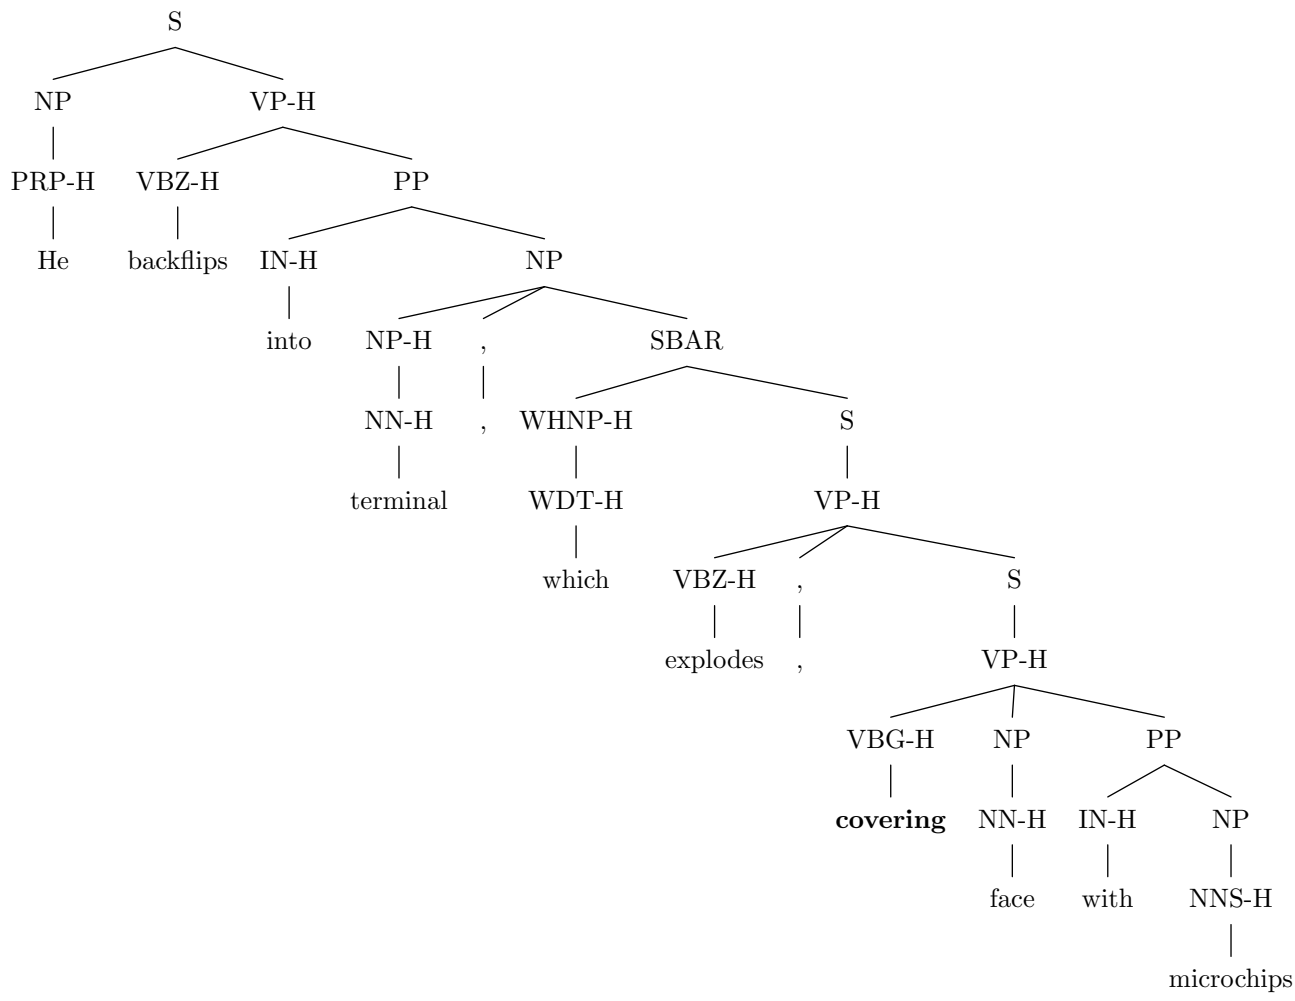 S
NP VP-H
PRP-H VBZ-H PP
He backflips IN-H NP
into NP-H , SBAR
NN-H , WHNP-H S
terminal WDT-H VP-H
which VBZ-H , S
explodes , VP-H
VBG-H NP PP
covering NN-H IN-H NP
face with NNS-H
microchips